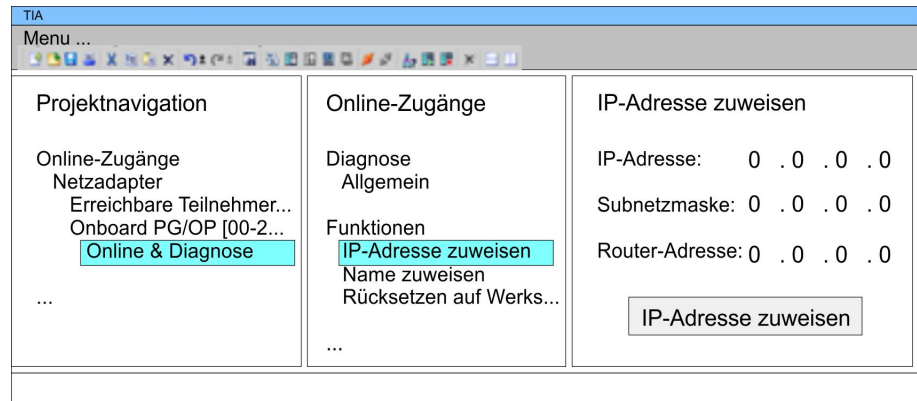 TIA
Menu ...
Projektnavigation
Online-Zugänge
Netzadapter
Erreichbare Teilnehmer...
Onboard PG/OP [00-2...
Online & Diagnose
...
Online-Zugänge
Diagnose
Allgemein
Funktionen
IP-Adresse zuweisen
Name zuweisen
Rücksetzen auf Werks...
...
IP-Adresse zuweisen
IP-Adresse: 0 . 0 . 0 . 0
Subnetzmaske: 0 . 0 . 0 . 0
Router-Adresse: 0 . 0 . 0 . 0
IP-Adresse zuweisen